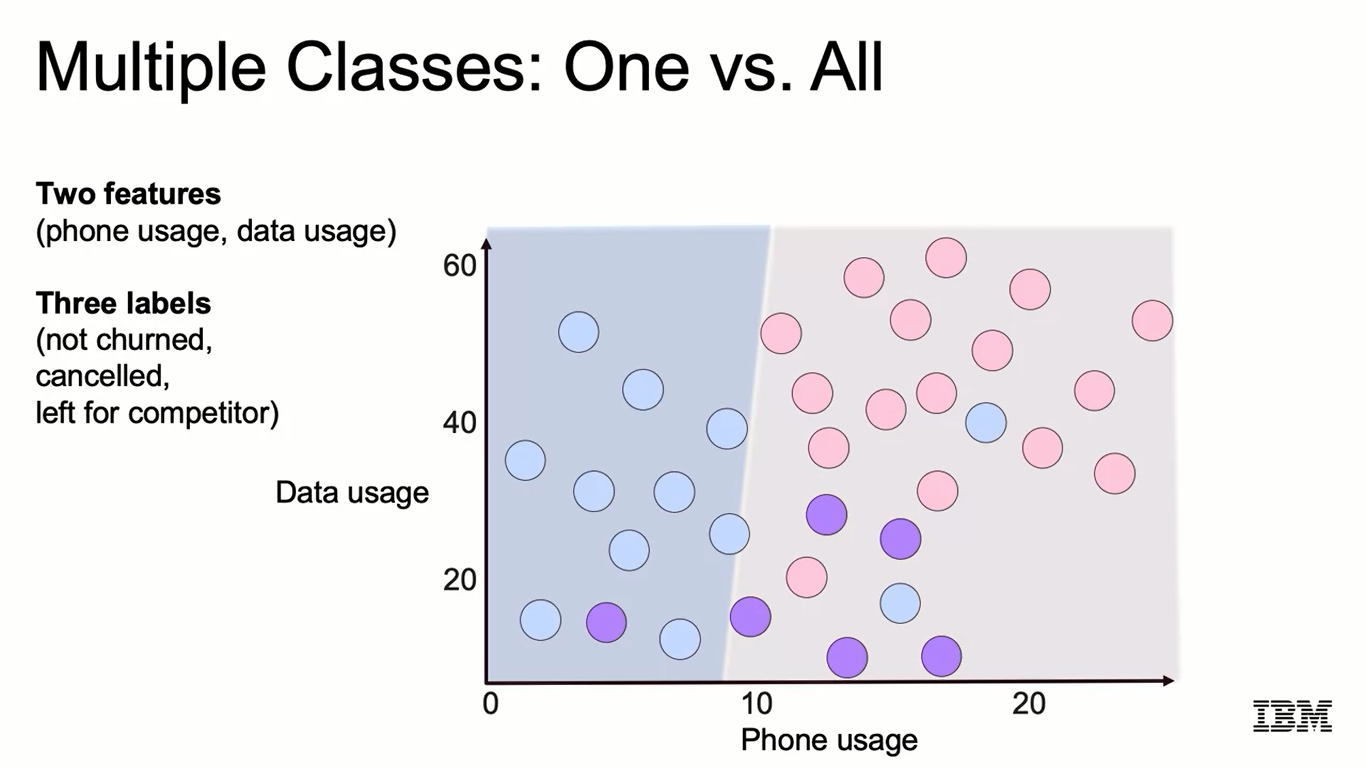 Multiple Classes: One vs. All
Two features
(phone usage, data usage)
Three labels
(not churned,
cancelled,
left for competitor)
60
40
Data usage
20
0
10
20
Phone usage
IBM